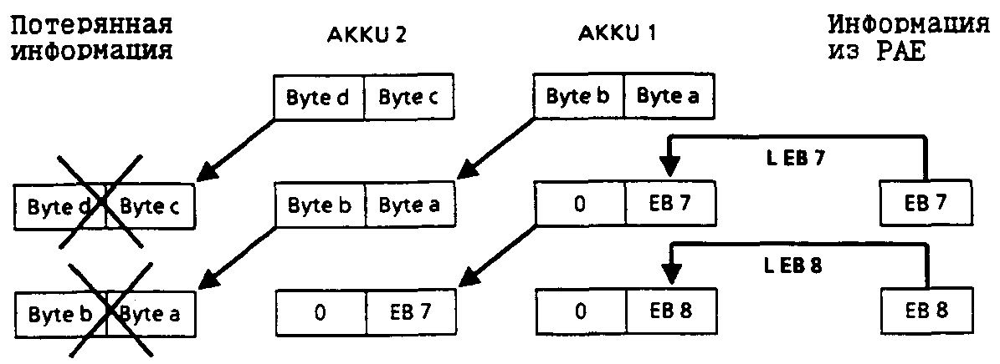 Потерянная информация AKKU 2 AKKU 1 Информация из PAE
Byte d Byte c Byte b Byte a
L EB 7
Byte d Byte c Byte b Byte a 0 EB 7 EB 7
L EB 8
Byte b Byte a 0 EB 7 0 EB 8 EB 8